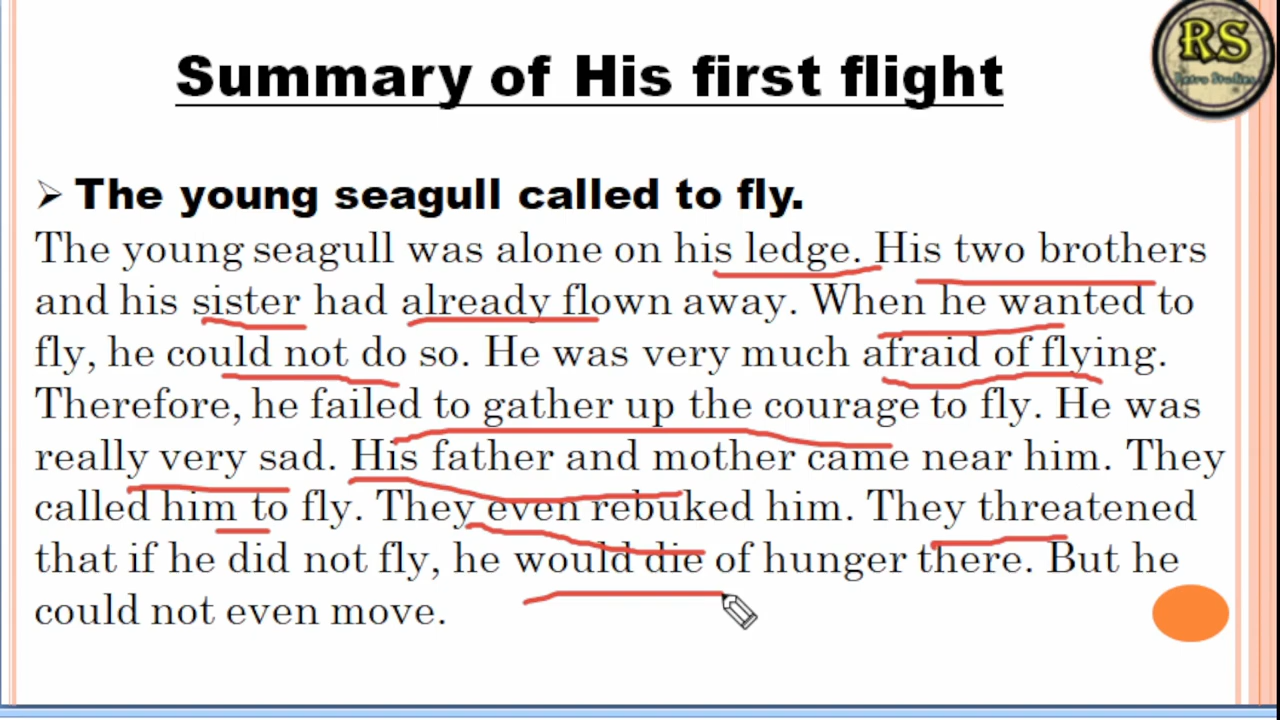 RS
Retro Studies
Summary of His first flight
➢ The young seagull called to fly.
The young seagull was alone on his ledge. His two brothers
and his sister had already flown away. When he wanted to
fly, he could not do so. He was very much afraid of flying.
Therefore, he failed to gather up the courage to fly. He was
really very sad. His father and mother came near him. They
called him to fly. They even rebuked him. They threatened
that if he did not fly, he would die of hunger there. But he
could not even move.